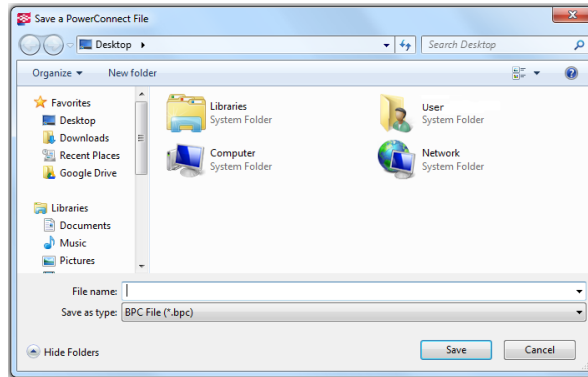 Save a PowerConnect File
Desktop
Search Desktop
Organize
New folder
Favorites
Desktop
Downloads
Recent Places
Google Drive
Libraries
Documents
Music
Pictures
Libraries
System Folder
User
System Folder
Computer
System Folder
Network
System Folder
File name:
Save as type: BPC File (*.bpc)
Hide Folders
Save
Cancel